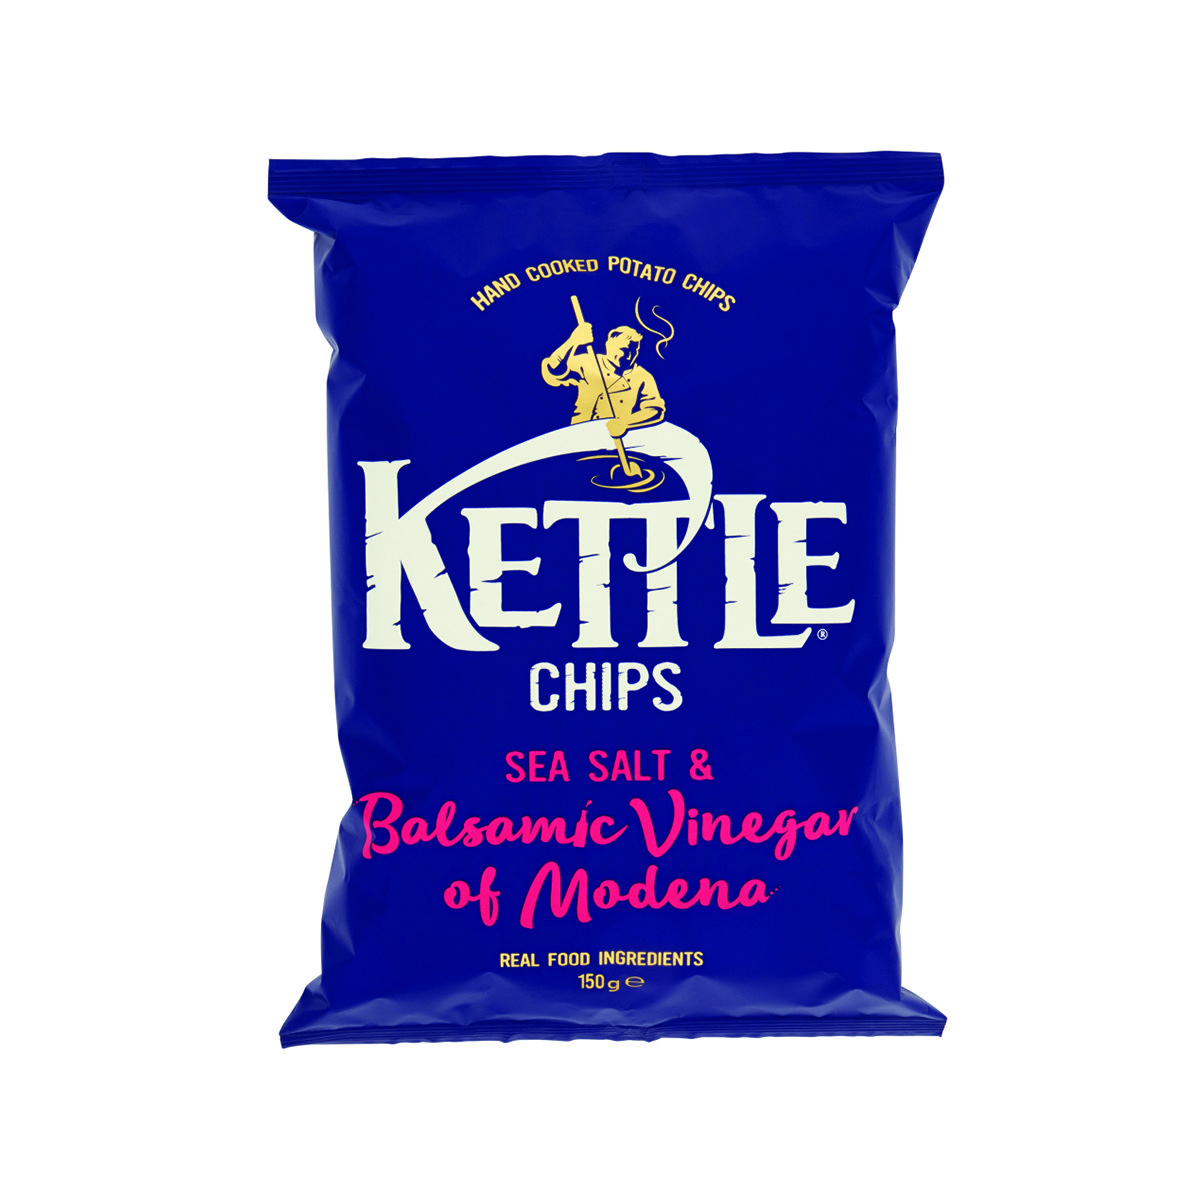 HAND COOKED POTATO CHIPS
KETTLE®
CHIPS
SEA SALT &
Balsamic Vinegar
of Modena
REAL FOOD INGREDIENTS
150g ℮